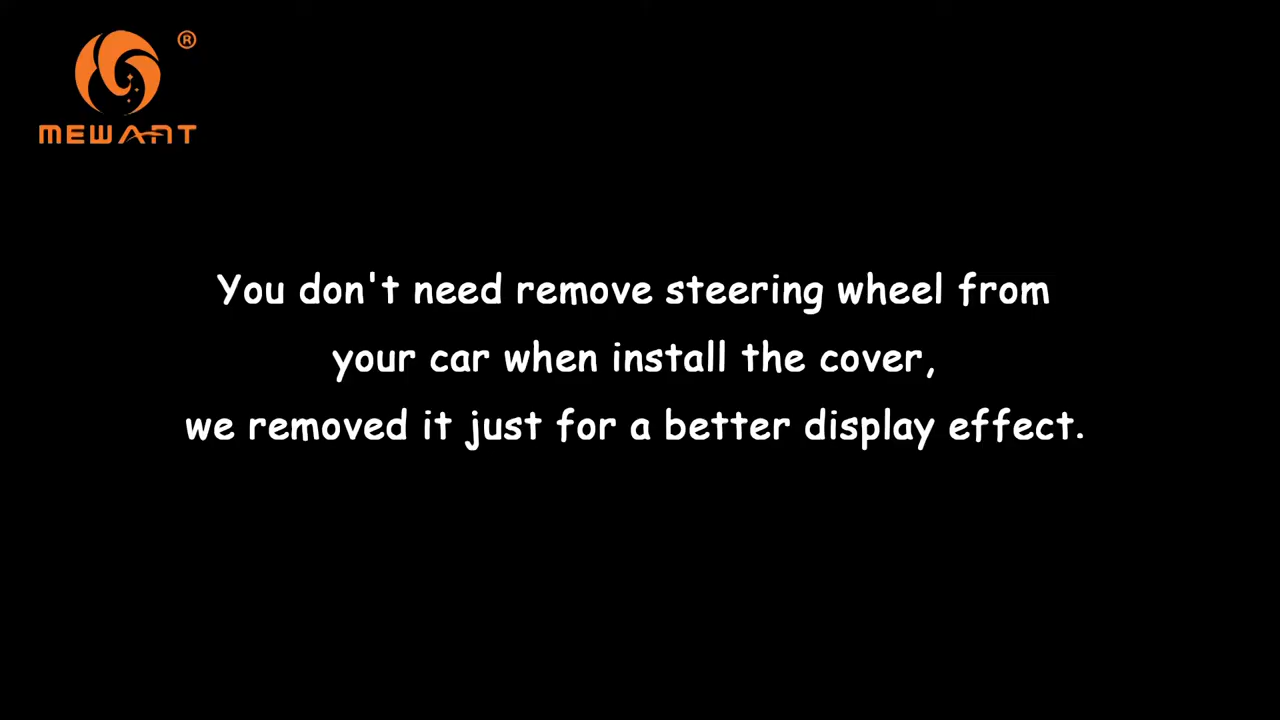 ®
MEWANT
You don't need remove steering wheel from
your car when install the cover,
we removed it just for a better display effect.